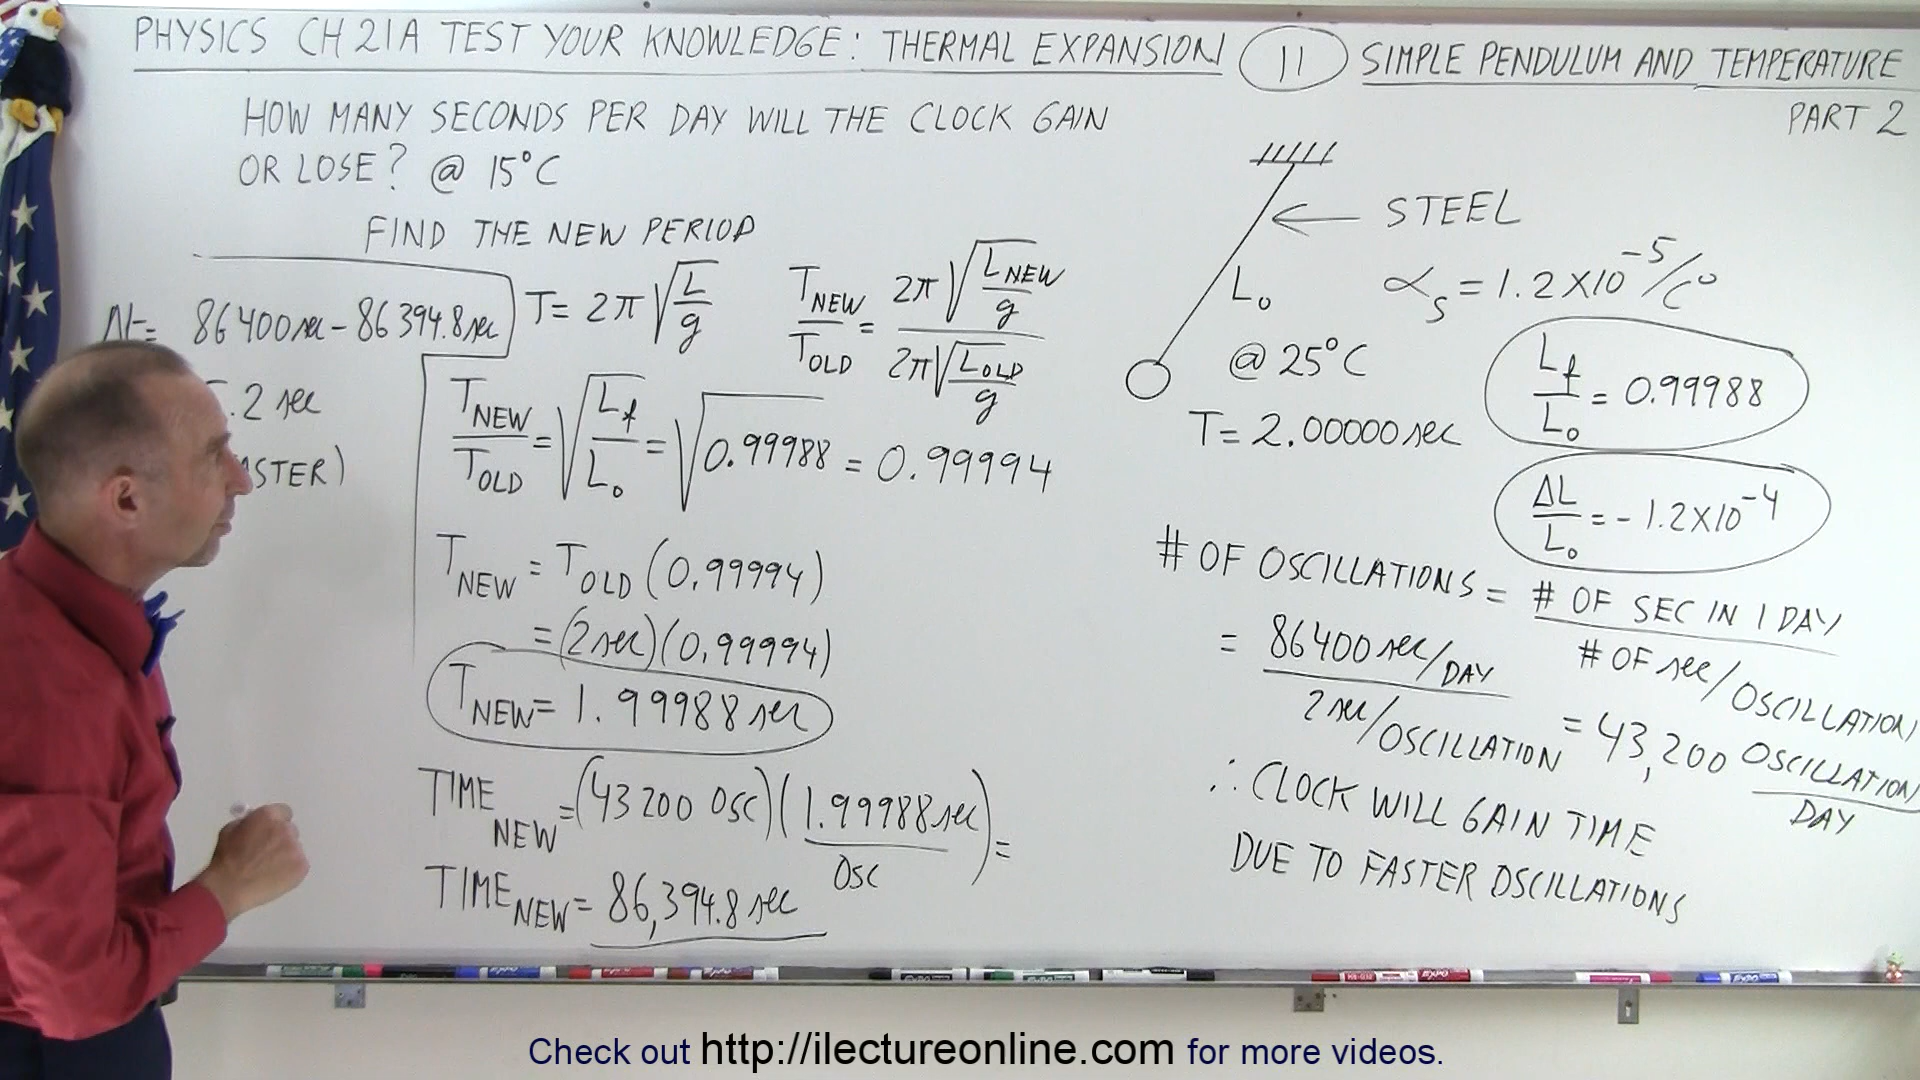 PHYSICS CH 21A TEST YOUR KNOWLEDGE: THERMAL EXPANSION 11 SIMPLE PENDULUM AND TEMPERATURE
PART 2
HOW MANY SECONDS PER DAY WILL THE CLOCK GAIN
OR LOSE? @ 15°C
FIND THE NEW PERIOD
Δt= 86400 sec - 86394.8 sec
.2 sec
ASTER)
T = 2π √(L/g)
T_NEW/T_OLD = 2π√(L_NEW/g) / 2π√(L_OLD/g)
T_NEW/T_OLD = √(L_f/L_o) = √0.99988 = 0.99994
T_NEW = T_OLD (0.99994)
= (2 sec)(0.99994)
T_NEW = 1.99988 sec
TIME_NEW = (43200 OSC)(1.99988 sec/OSC) =
TIME_NEW = 86,394.8 sec
STEEL
L_o
@ 25°C
T = 2.00000 sec
α_S = 1.2 X 10^-5/C°
L_f/L_o = 0.99988
ΔL/L_o = -1.2X10^-4
# OF OSCILLATIONS = # OF SEC IN 1 DAY / # OF sec/OSCILLATION
= 86400 sec/DAY / 2 sec/OSCILLATION = 43,200 OSCILLATION/DAY
∴ CLOCK WILL GAIN TIME
DUE TO FASTER OSCILLATIONS
Check out http://ilectureonline.com for more videos.